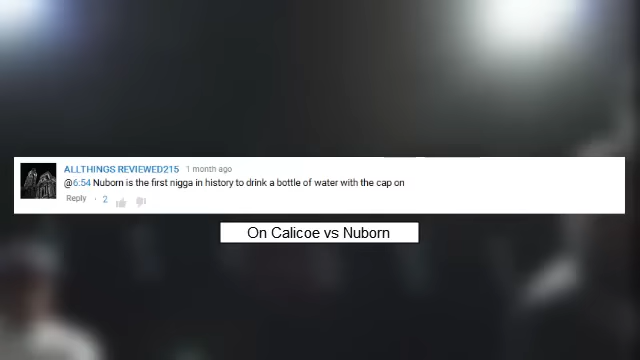 ALLTHINGS REVIEWED215 1 month ago
@6:54 Nuborn is the first nigga in history to drink a bottle of water with the cap on
Reply · 2
On Calicoe vs Nuborn